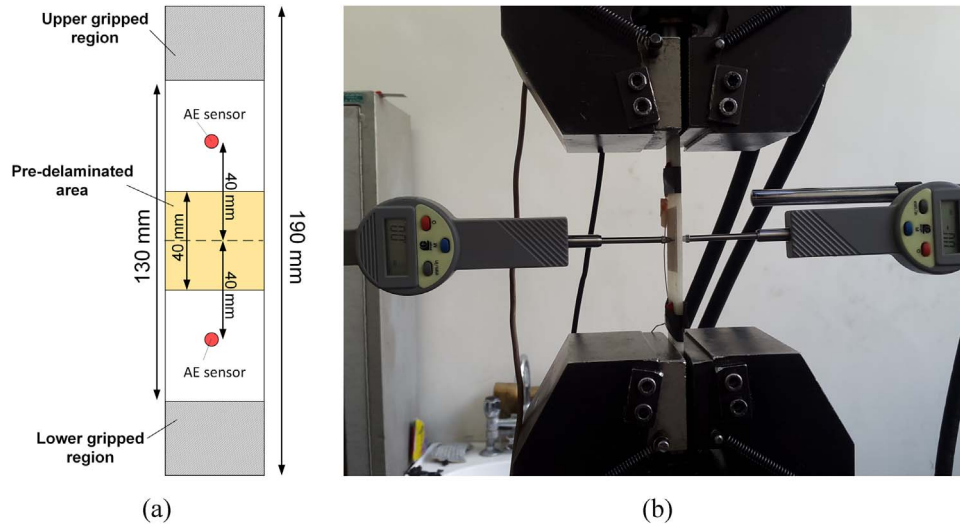 Upper gripped
region
AE sensor
Pre-delaminated
area
40 mm
130 mm
40 mm
190 mm
40 mm
AE sensor
Lower gripped
region
(a)
(b)